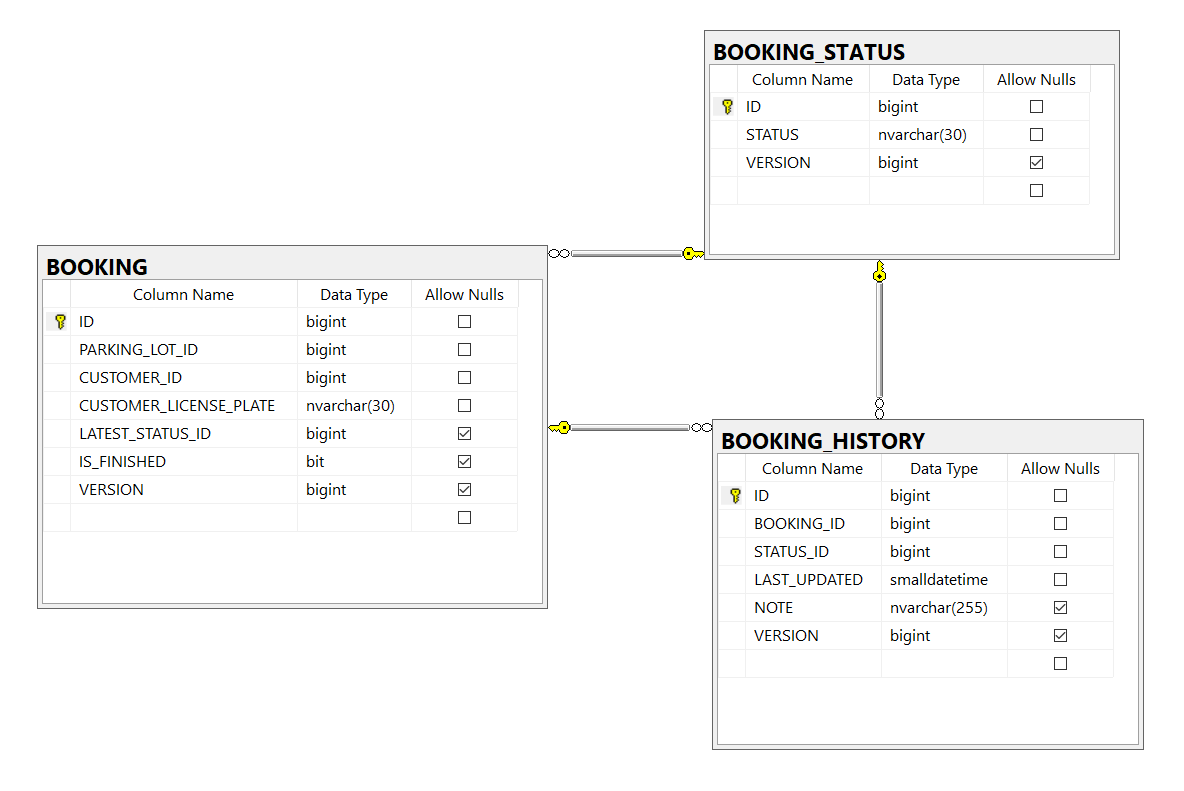 BOOKING_STATUS
Column Name Data Type Allow Nulls
ID bigint
STATUS nvarchar(30)
VERSION bigint
BOOKING
Column Name Data Type Allow Nulls
ID bigint
PARKING_LOT_ID bigint
CUSTOMER_ID bigint
CUSTOMER_LICENSE_PLATE nvarchar(30)
LATEST_STATUS_ID bigint
IS_FINISHED bit
VERSION bigint
BOOKING_HISTORY
Column Name Data Type Allow Nulls
ID bigint
BOOKING_ID bigint
STATUS_ID bigint
LAST_UPDATED smalldatetime
NOTE nvarchar(255)
VERSION bigint